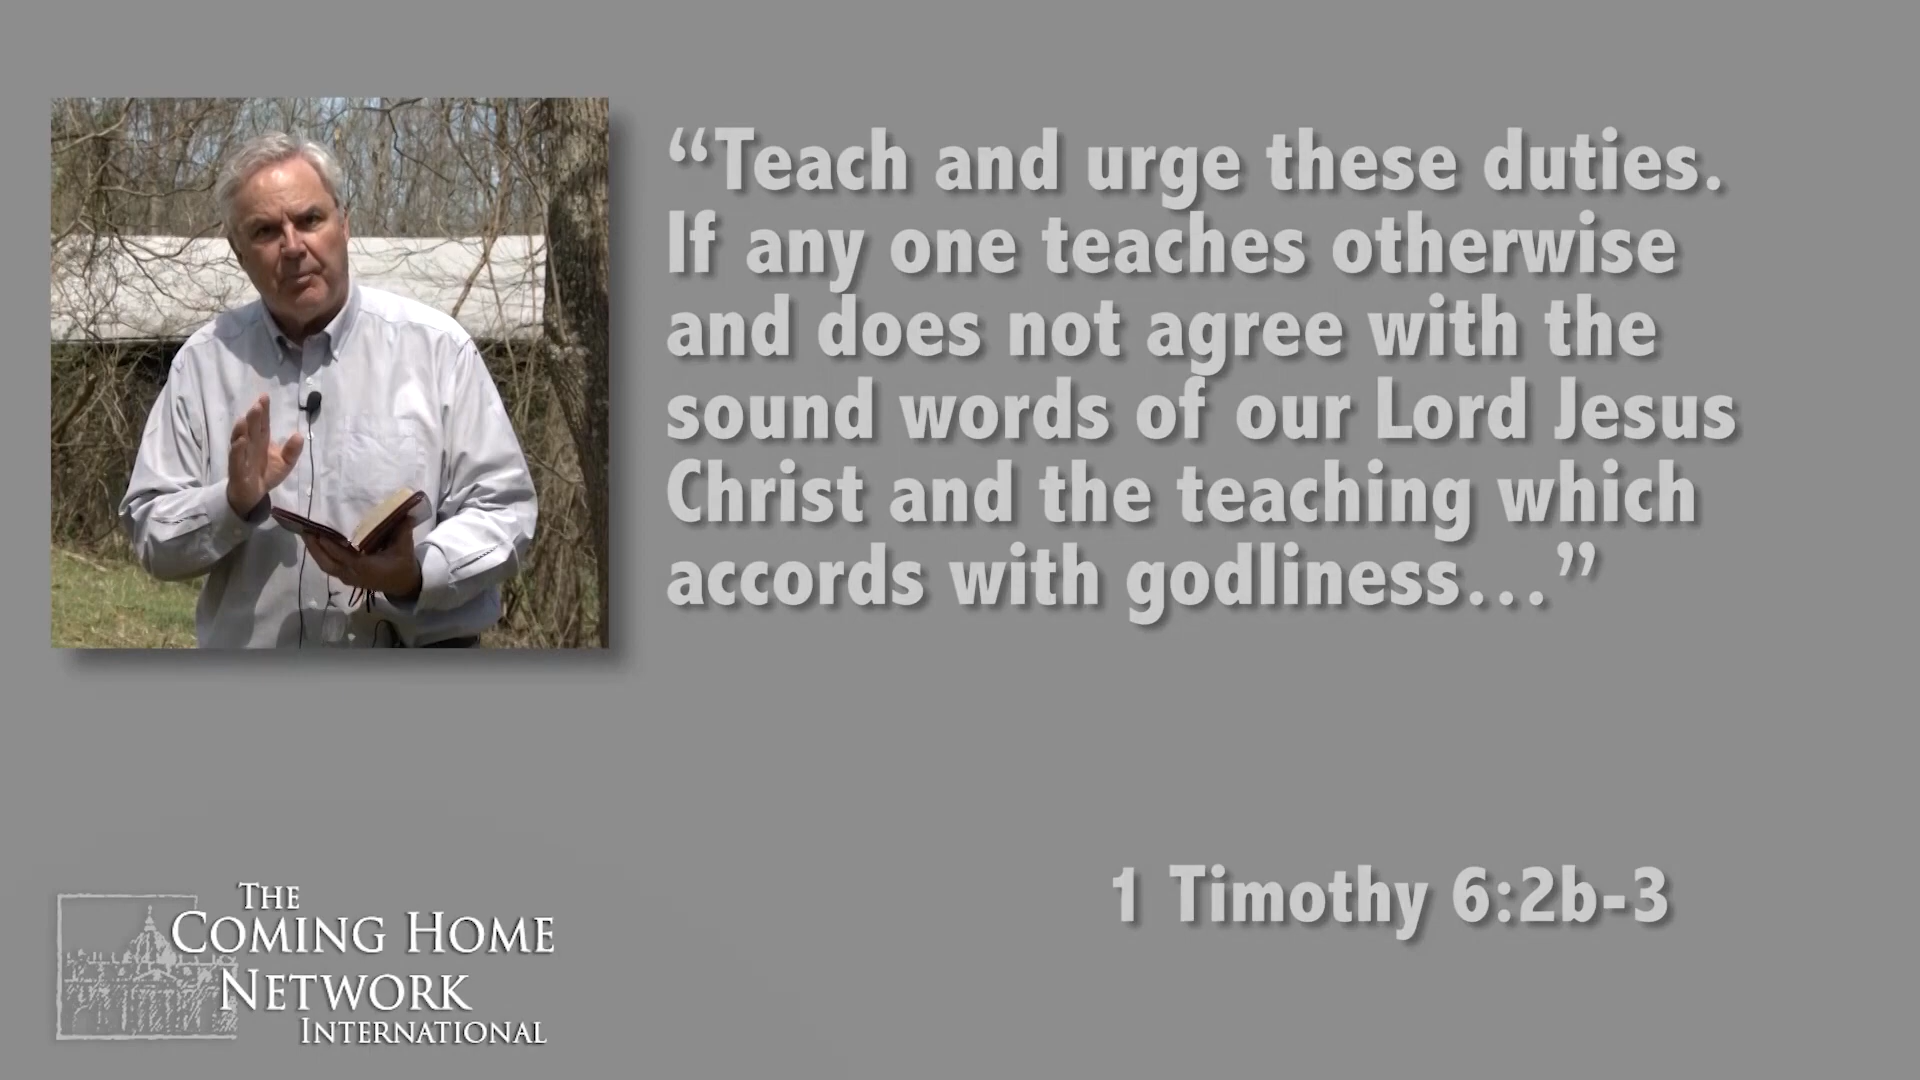 “Teach and urge these duties.
If any one teaches otherwise
and does not agree with the
sound words of our Lord Jesus
Christ and the teaching which
accords with godliness…”
1 Timothy 6:2b-3
THE
COMING HOME
NETWORK
INTERNATIONAL